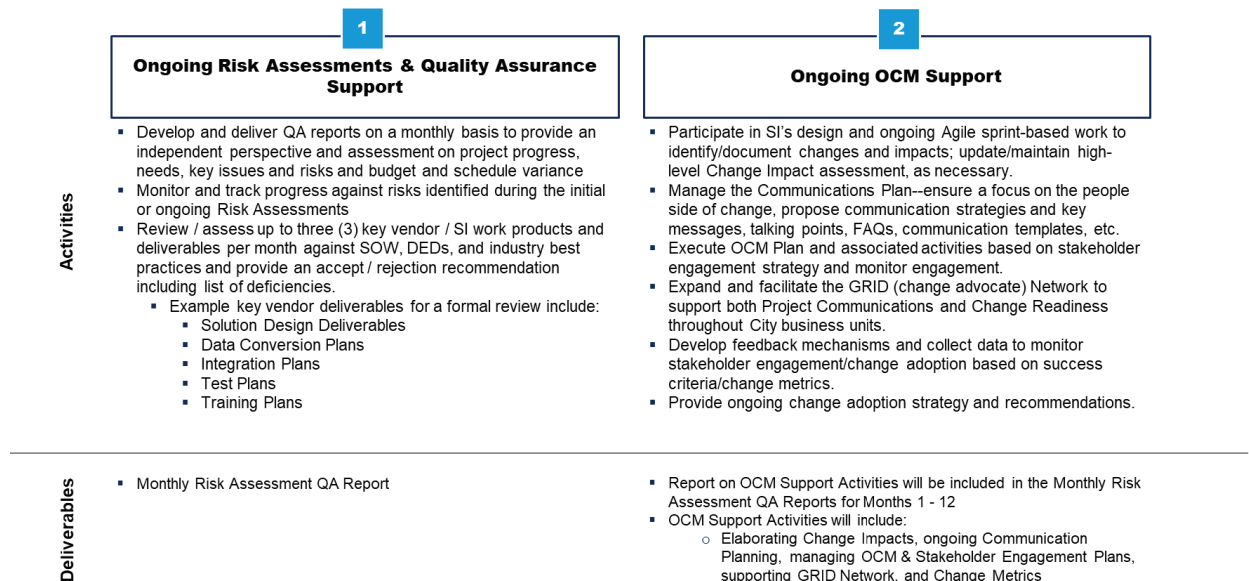 1
Ongoing Risk Assessments & Quality Assurance
Support
2
Ongoing OCM Support
Activities
▪ Develop and deliver QA reports on a monthly basis to provide an
independent perspective and assessment on project progress,
needs, key issues and risks and budget and schedule variance
▪ Monitor and track progress against risks identified during the initial
or ongoing Risk Assessments
▪ Review / assess up to three (3) key vendor / SI work products and
deliverables per month against SOW, DEDs, and industry best
practices and provide an accept / rejection recommendation
including list of deficiencies.
▪ Example key vendor deliverables for a formal review include:
▪ Solution Design Deliverables
▪ Data Conversion Plans
▪ Integration Plans
▪ Test Plans
▪ Training Plans
▪ Participate in SI's design and ongoing Agile sprint-based work to
identify/document changes and impacts; update/maintain high-
level Change Impact assessment, as necessary.
▪ Manage the Communications Plan--ensure a focus on the people
side of change, propose communication strategies and key
messages, talking points, FAQs, communication templates, etc.
▪ Execute OCM Plan and associated activities based on stakeholder
engagement strategy and monitor engagement.
▪ Expand and facilitate the GRID (change advocate) Network to
support both Project Communications and Change Readiness
throughout City business units.
▪ Develop feedback mechanisms and collect data to monitor
stakeholder engagement/change adoption based on success
criteria/change metrics.
▪ Provide ongoing change adoption strategy and recommendations.
Deliverables
▪ Monthly Risk Assessment QA Report
▪ Report on OCM Support Activities will be included in the Monthly Risk
Assessment QA Reports for Months 1 - 12
▪ OCM Support Activities will include:
o Elaborating Change Impacts, ongoing Communication
Planning, managing OCM & Stakeholder Engagement Plans,
supporting GRID Network, and Change Metrics